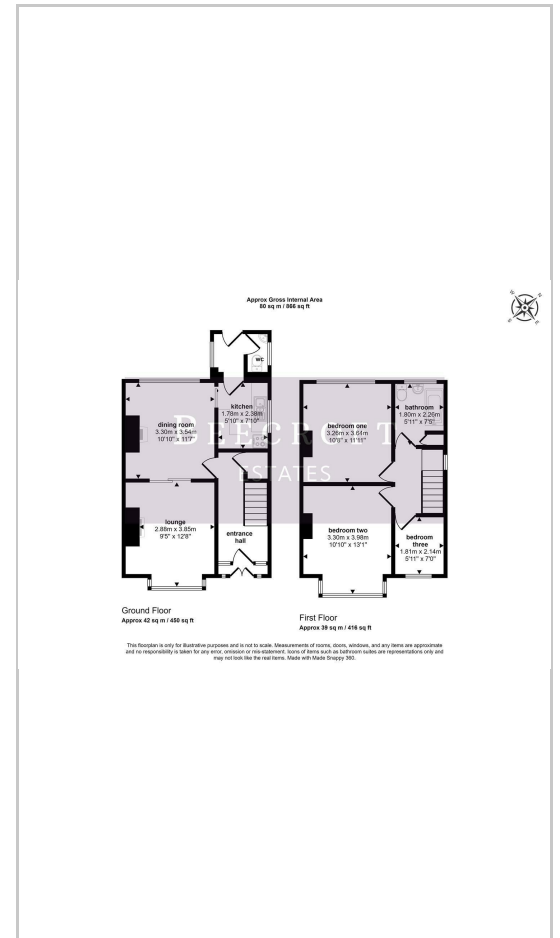 Approx Gross Internal Area
80 sq m / 866 sq ft
W
N
S
E
wc
kitchen
1.78m x 2.38m
5'10" x 7'10"
dining room
3.30m x 3.54m
10'10" x 11'7"
lounge
2.88m x 3.85m
9'5" x 12'8"
entrance
hall
bedroom one
3.26m x 3.64m
10'8" x 11'11"
bathroom
1.80m x 2.26m
5'11" x 7'5"
bedroom two
3.30m x 3.98m
10'10" x 13'1"
bedroom
three
1.81m x 2.14m
5'11" x 7'0"
BEECROFT
ESTATES
Ground Floor
Approx 42 sq m / 450 sq ft
First Floor
Approx 39 sq m / 416 sq ft
This floorplan is only for illustrative purposes and is not to scale. Measurements of rooms, doors, windows, and any items are approximate
and no responsibility is taken for any error, omission or mis-statement. Icons of items such as bathroom suites are representations only and
may not look like the real items. Made with Made Snappy 360.